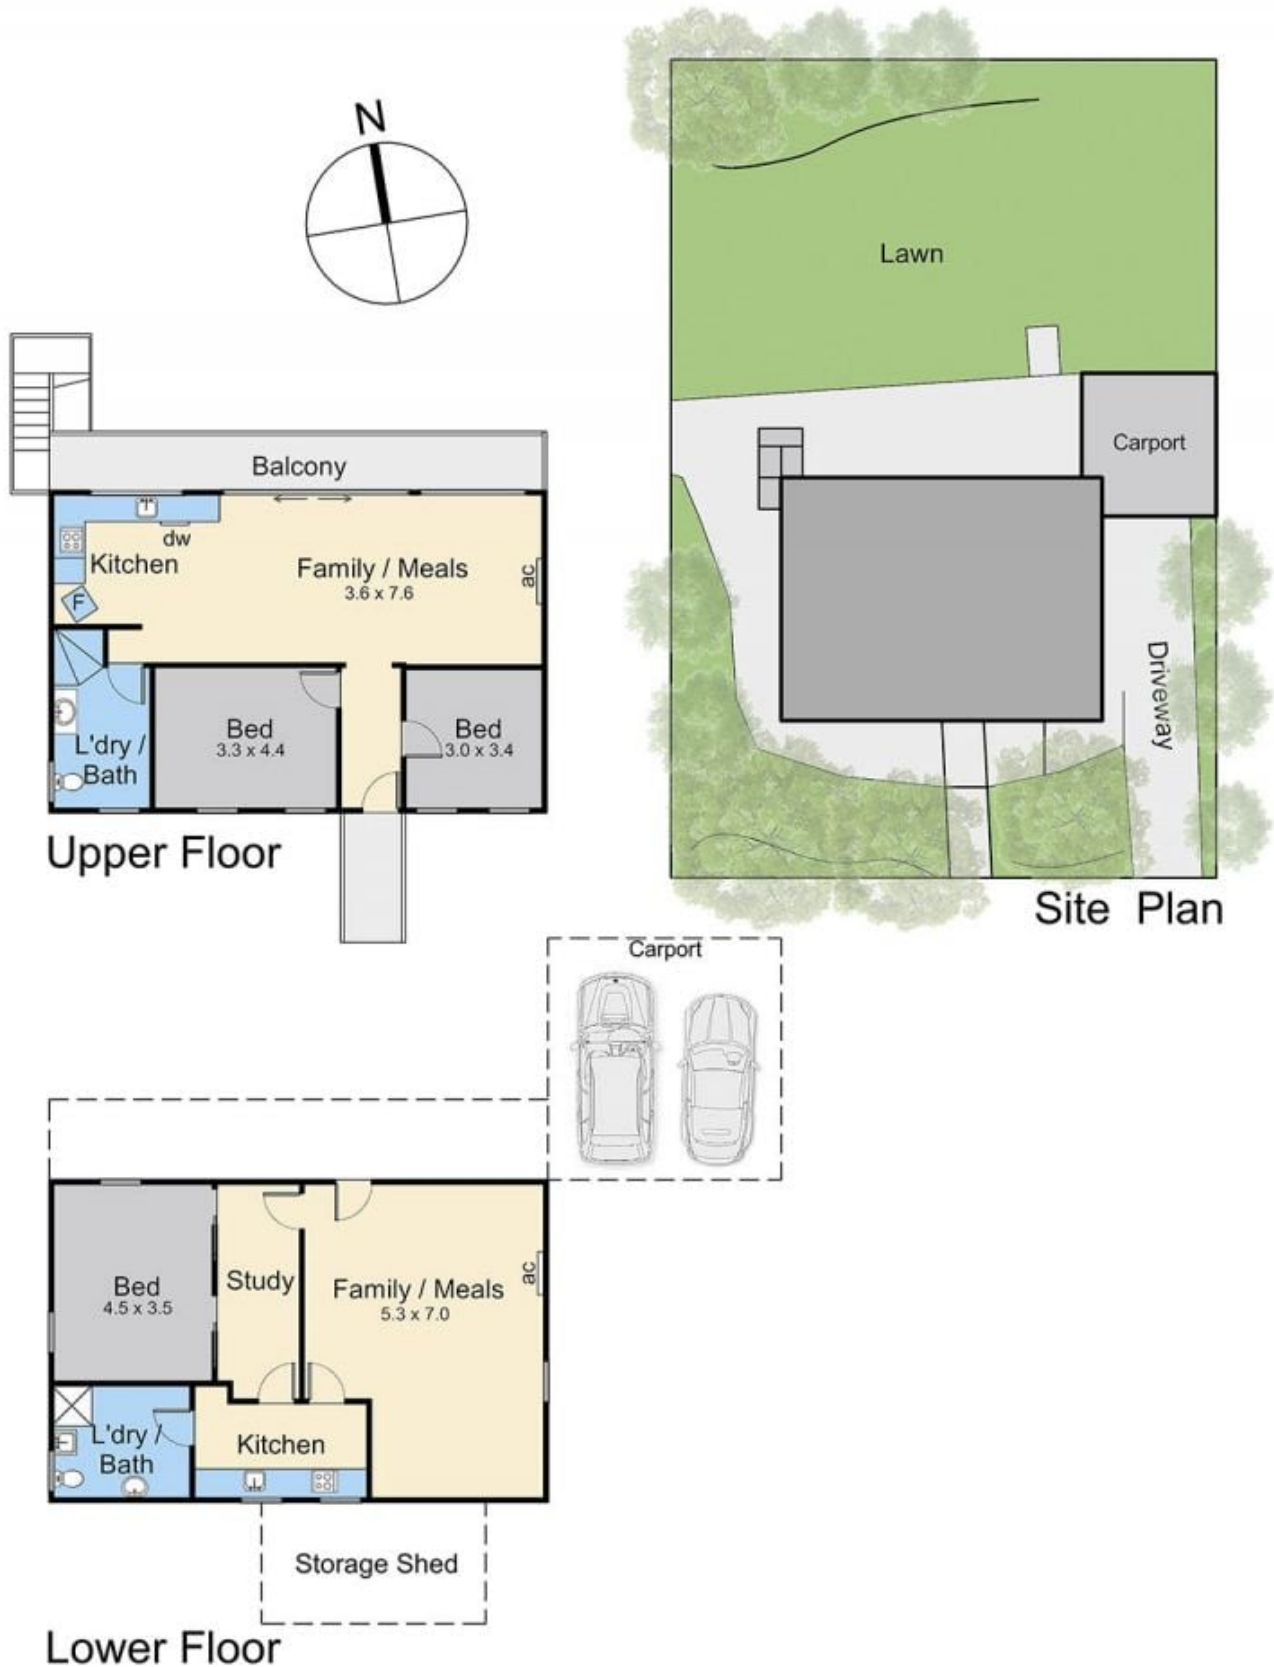 N
Lawn
Carport
Driveway
Site Plan
Balcony
dw
Kitchen
Family / Meals
3.6 x 7.6
ac
F
L'dry /
Bath
Bed
3.3 x 4.4
Bed
3.0 x 3.4
Upper Floor
Carport
Bed
4.5 x 3.5
Study
Family / Meals
5.3 x 7.0
ac
L'dry /
Bath
Kitchen
Storage Shed
Lower Floor